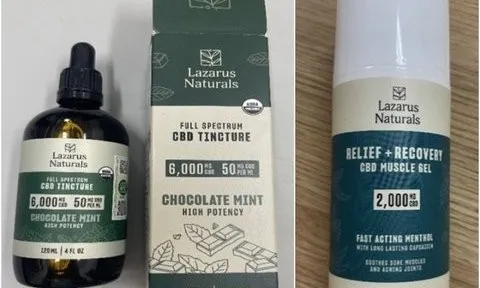 Lazarus
Naturals
FULL SPECTRUM
CBD TINCTURE
6,000 MG CBD 50 MG CBD PER ML
CHOCOLATE MINT
HIGH POTENCY
120 ML | 4 FL OZ
Lazarus
Naturals
FULL SPECTRUM
CBD TINCTURE
6,000 MG CBD 50 MG CBD PER ML
CHOCOLATE MINT
HIGH POTENCY
Lazarus
Naturals
RELIEF + RECOVERY
CBD MUSCLE GEL
2,000 MG CBD
FAST ACTING MENTHOL
WITH LONG LASTING CAPSAICIN
SOOTHES SORE MUSCLES
AND ACHING JOINTS